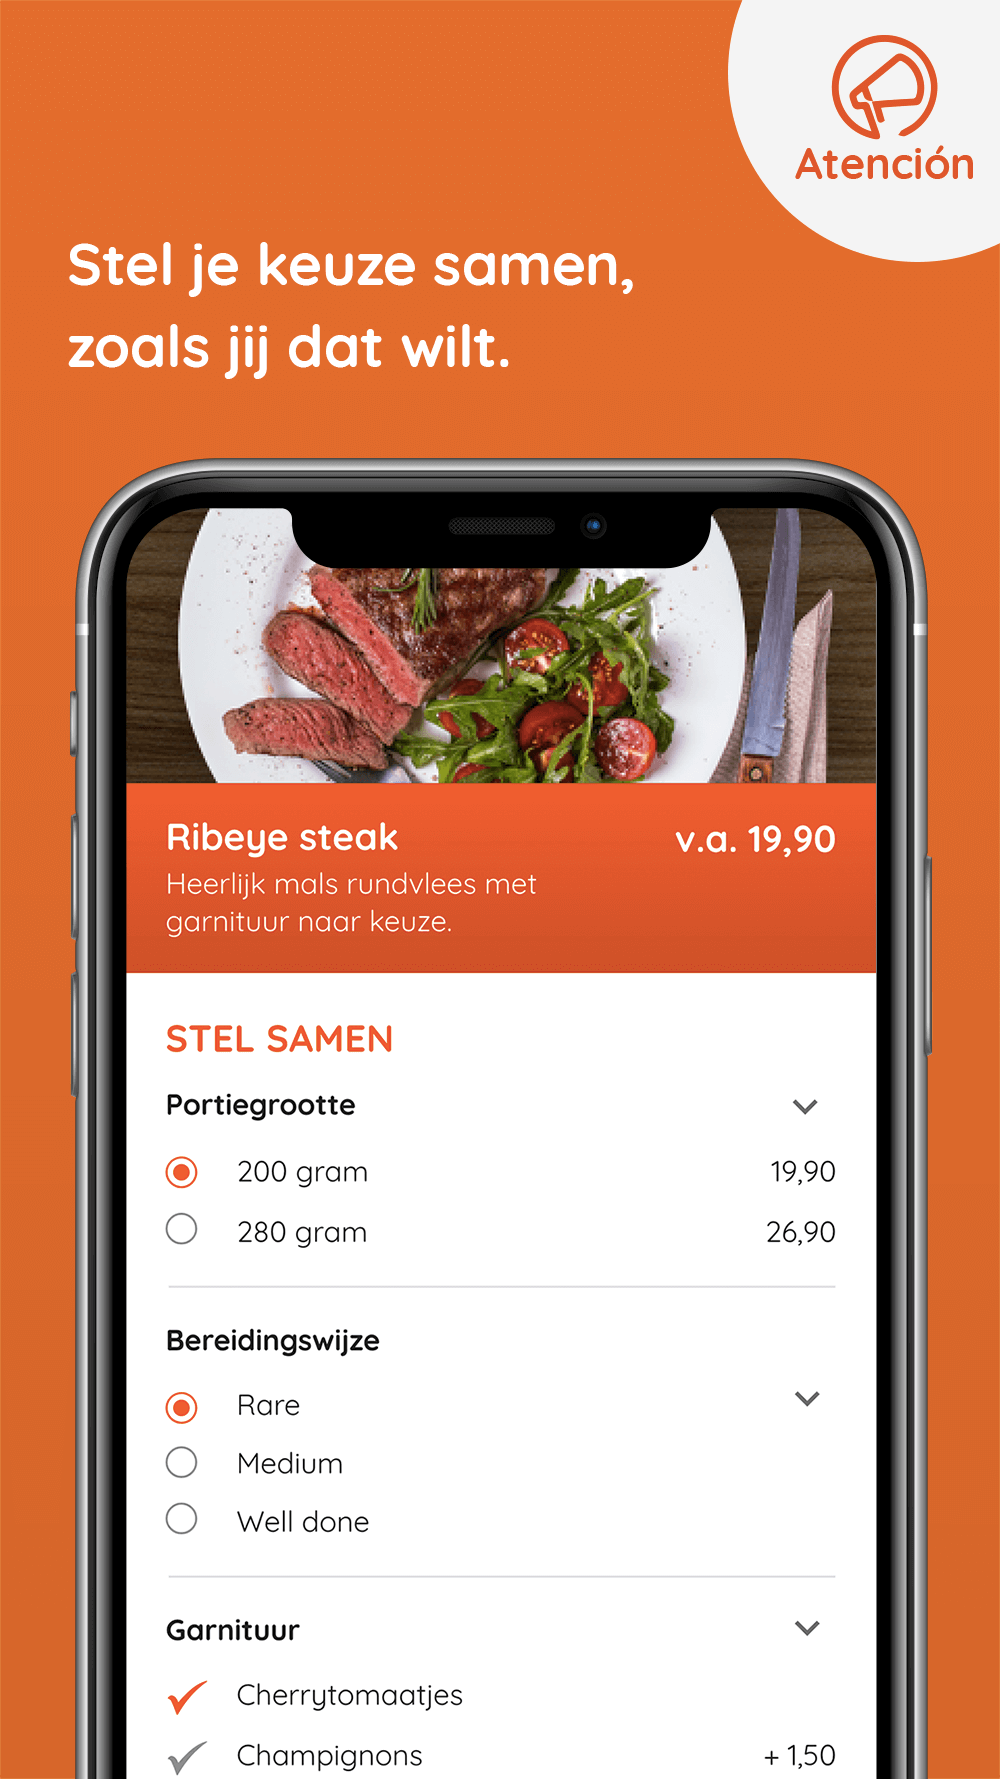 Atención
Stel je keuze samen,
zoals jij dat wilt.
Ribeye steak
v.a. 19,90
Heerlijk mals rundvlees met
garnituur naar keuze.
STEL SAMEN
Portiegrootte
200 gram 19,90
280 gram 26,90
Bereidingswijze
Rare
Medium
Well done
Garnituur
Cherrytomaatjes
Champignons + 1,50